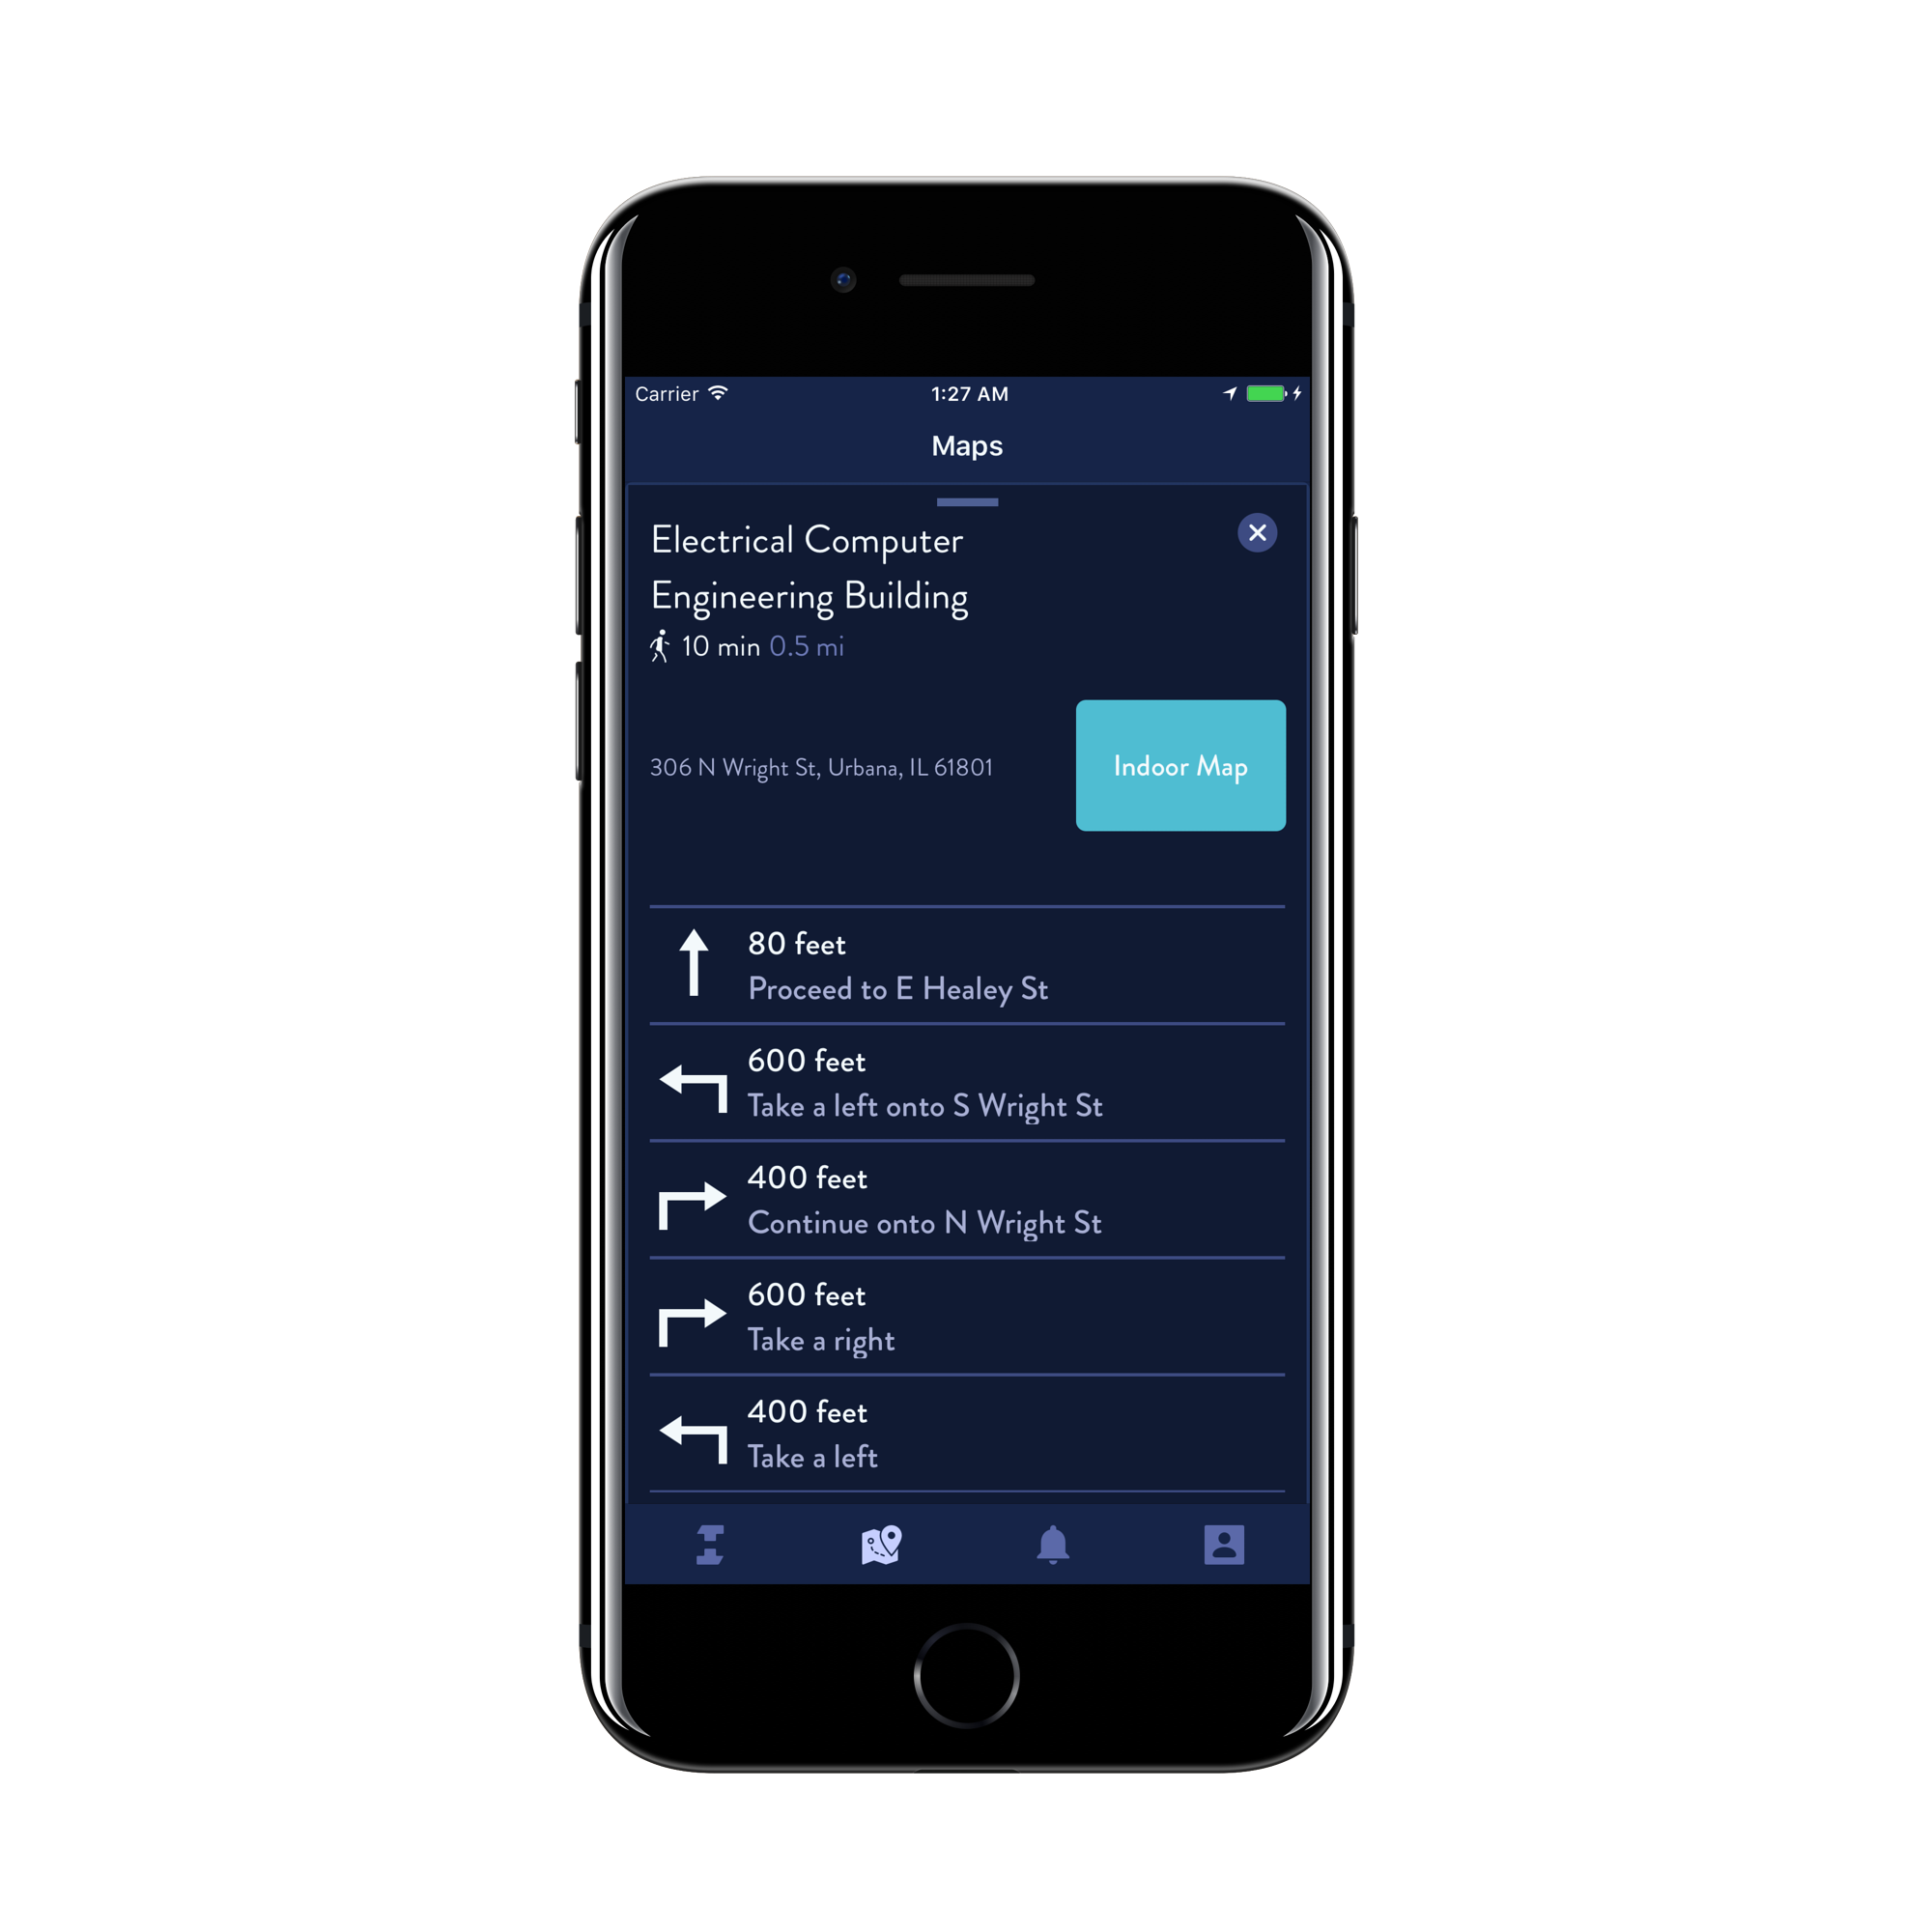 Carrier 1:27 AM
Maps
Electrical Computer
Engineering Building
10 min 0.5 mi
306 N Wright St, Urbana, IL 61801
Indoor Map
80 feet
Proceed to E Healey St
600 feet
Take a left onto S Wright St
400 feet
Continue onto N Wright St
600 feet
Take a right
400 feet
Take a left